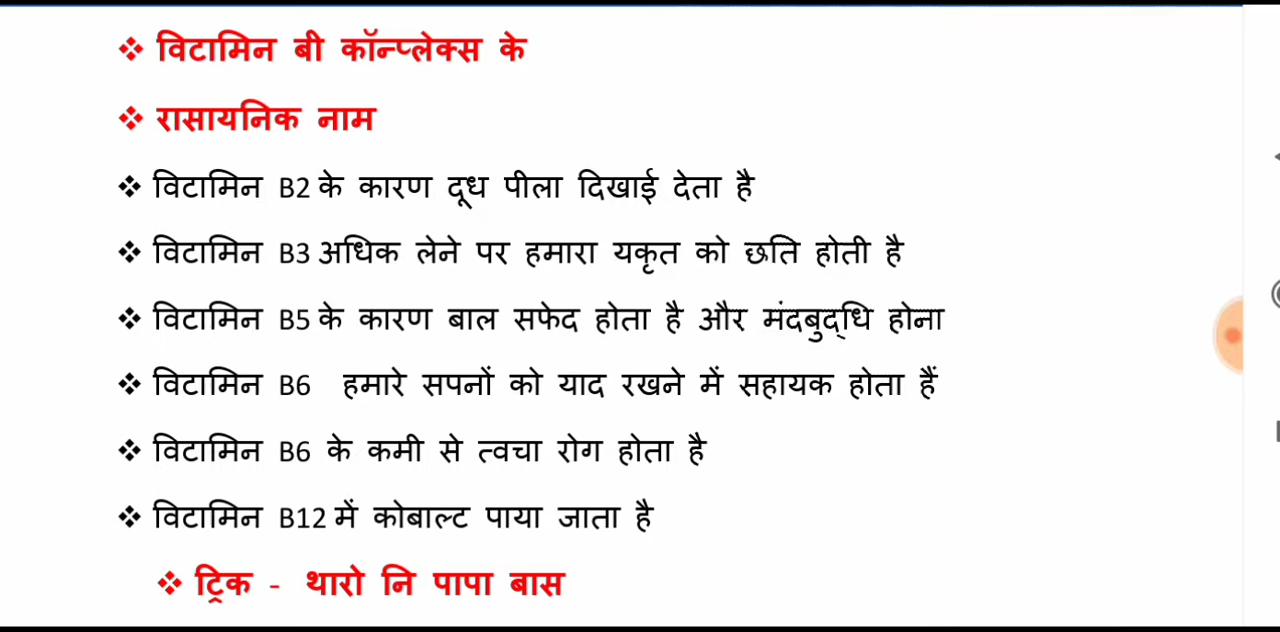 ❖ विटामिन बी कॉम्प्लेक्स के
❖ रासायनिक नाम
❖ विटामिन B2 के कारण दूध पीला दिखाई देता है
❖ विटामिन B3 अधिक लेने पर हमारा यकृत को छति होती है
❖ विटामिन B5 के कारण बाल सफेद होता है और मंदबुद्धि होना
❖ विटामिन B6 हमारे सपनों को याद रखने में सहायक होता हैं
❖ विटामिन B6 के कमी से त्वचा रोग होता है
❖ विटामिन B12 में कोबाल्ट पाया जाता है
❖ ट्रिक - थारो नि पापा बास